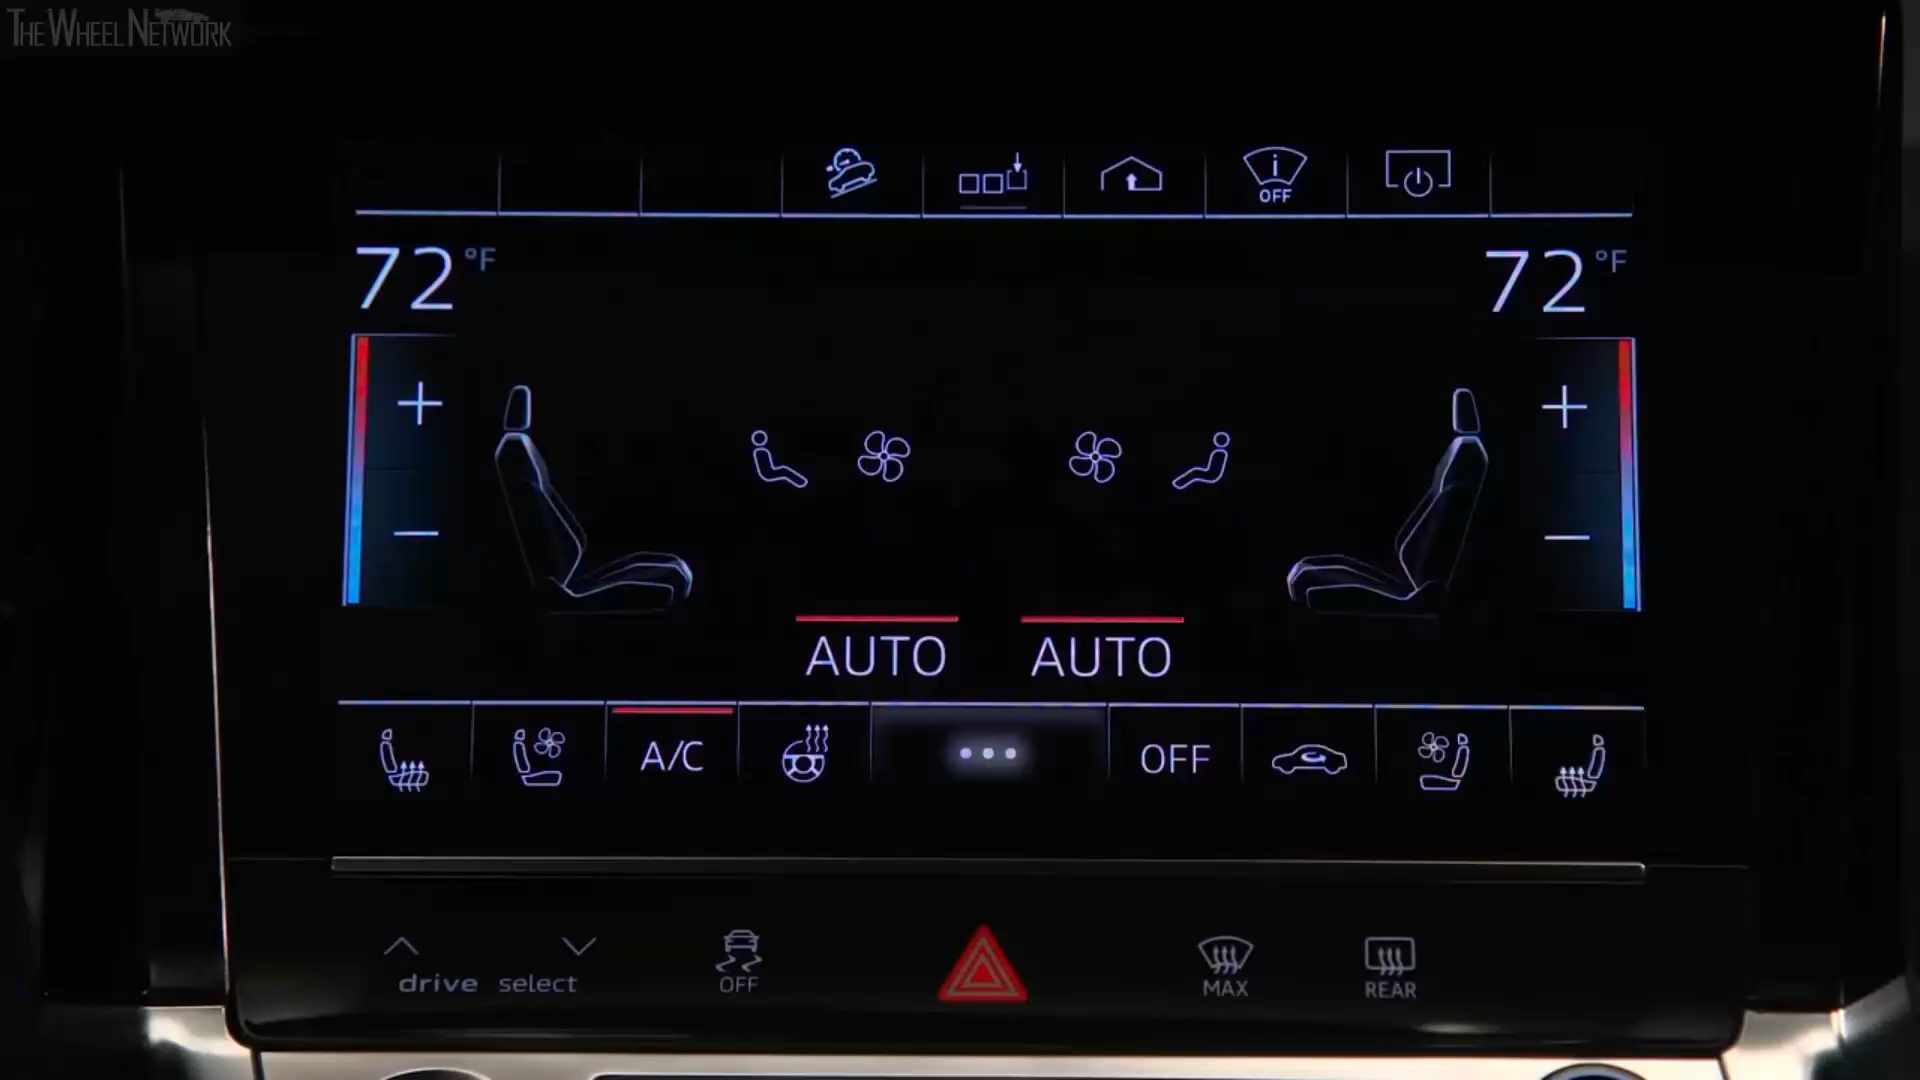 THE WHEEL NETWORK
i
OFF
72 °F
72 °F
AUTO AUTO
A/C
OFF
drive select
OFF
MAX
REAR